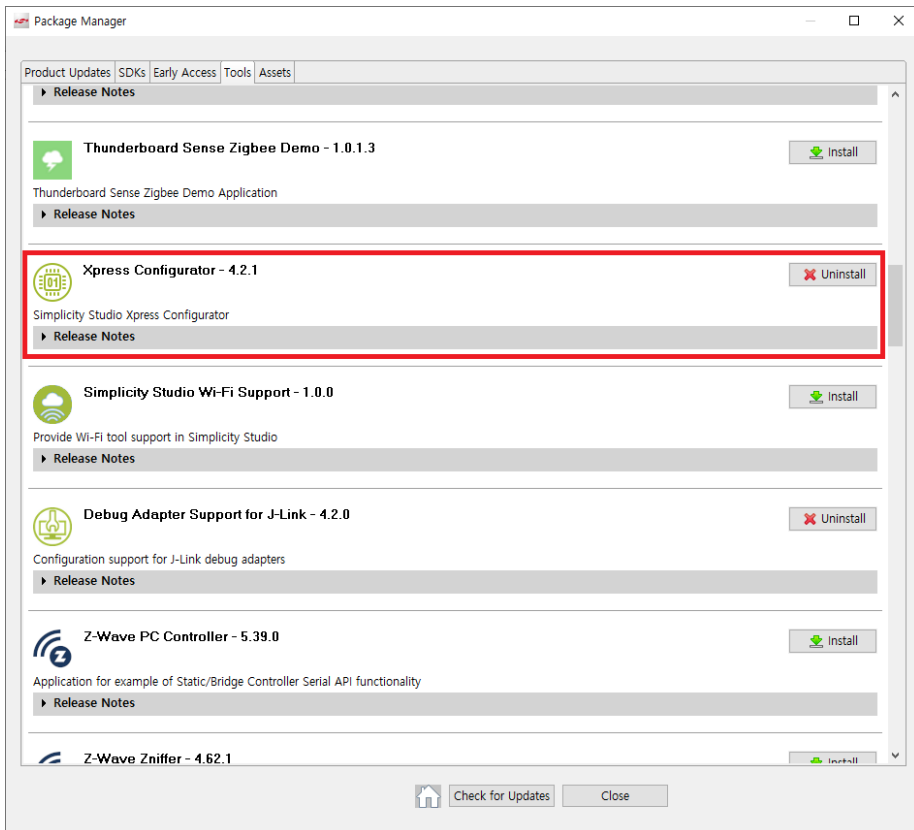 Package Manager
Product Updates SDKs Early Access Tools Assets
Release Notes
Thunderboard Sense Zigbee Demo - 1.0.1.3
Install
Thunderboard Sense Zigbee Demo Application
Release Notes
Xpress Configurator - 4.2.1
Uninstall
01
Simplicity Studio Xpress Configurator
Release Notes
Simplicity Studio Wi-Fi Support - 1.0.0
Install
Provide Wi-Fi tool support in Simplicity Studio
Release Notes
Debug Adapter Support for J-Link - 4.2.0
Uninstall
Configuration support for J-Link debug adapters
Release Notes
Z-Wave PC Controller - 5.39.0
Install
Z
Application for example of Static/Bridge Controller Serial API functionality
Release Notes
Z-Wave Zniffer - 4.62.1
Install
Check for Updates
Close